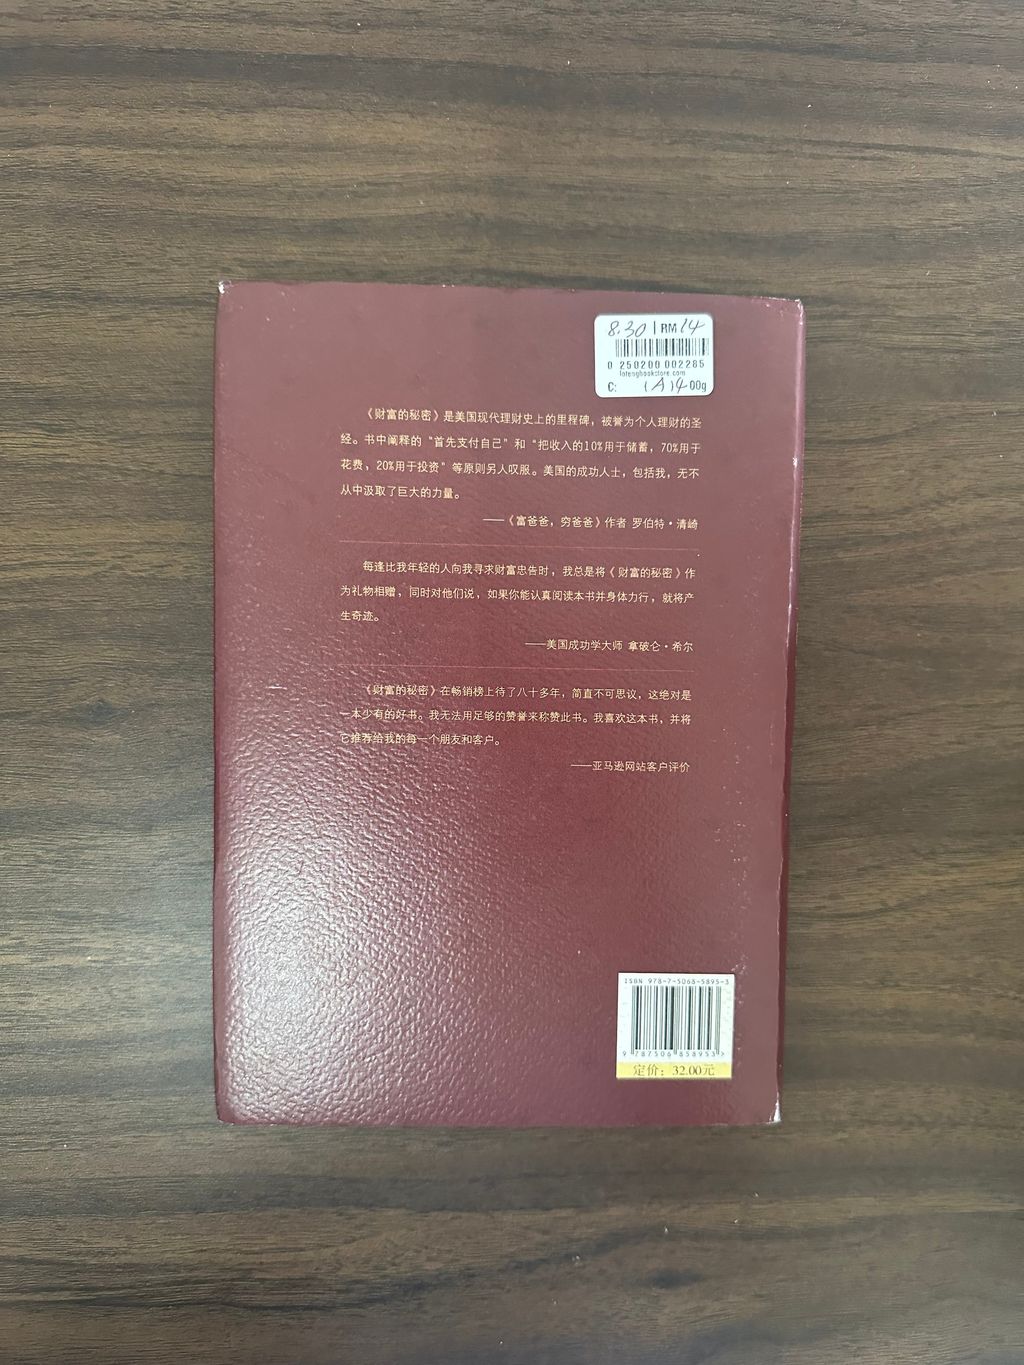 8.30 | RM 14
0 250200 002285
lotengbookstore.com
C: (A) 4 00g
《财富的秘密》是美国现代理财史上的里程碑，被誉为个人理财的圣
经。书中阐释的“首先支付自己”和“把收入的10%用于储蓄，70%用于
花费，20%用于投资”等原则另人叹服。美国的成功人士，包括我，无不
从中汲取了巨大的力量。
——《富爸爸，穷爸爸》作者 罗伯特·清崎
每逢比我年轻的人向我寻求财富忠告时，我总是将《财富的秘密》作
为礼物相赠，同时对他们说，如果你能认真阅读本书并身体力行，就将产
生奇迹。
——美国成功学大师 拿破仑·希尔
《财富的秘密》在畅销榜上待了八十多年，简直不可思议，这绝对是
一本少有的好书。我无法用足够的赞誉来称赞此书。我喜欢这本书，并将
它推荐给我的每一个朋友和客户。
——亚马逊网站客户评价
ISBN 978-7-5068-5895-3
9 787506 858953 >
定价：32.00元